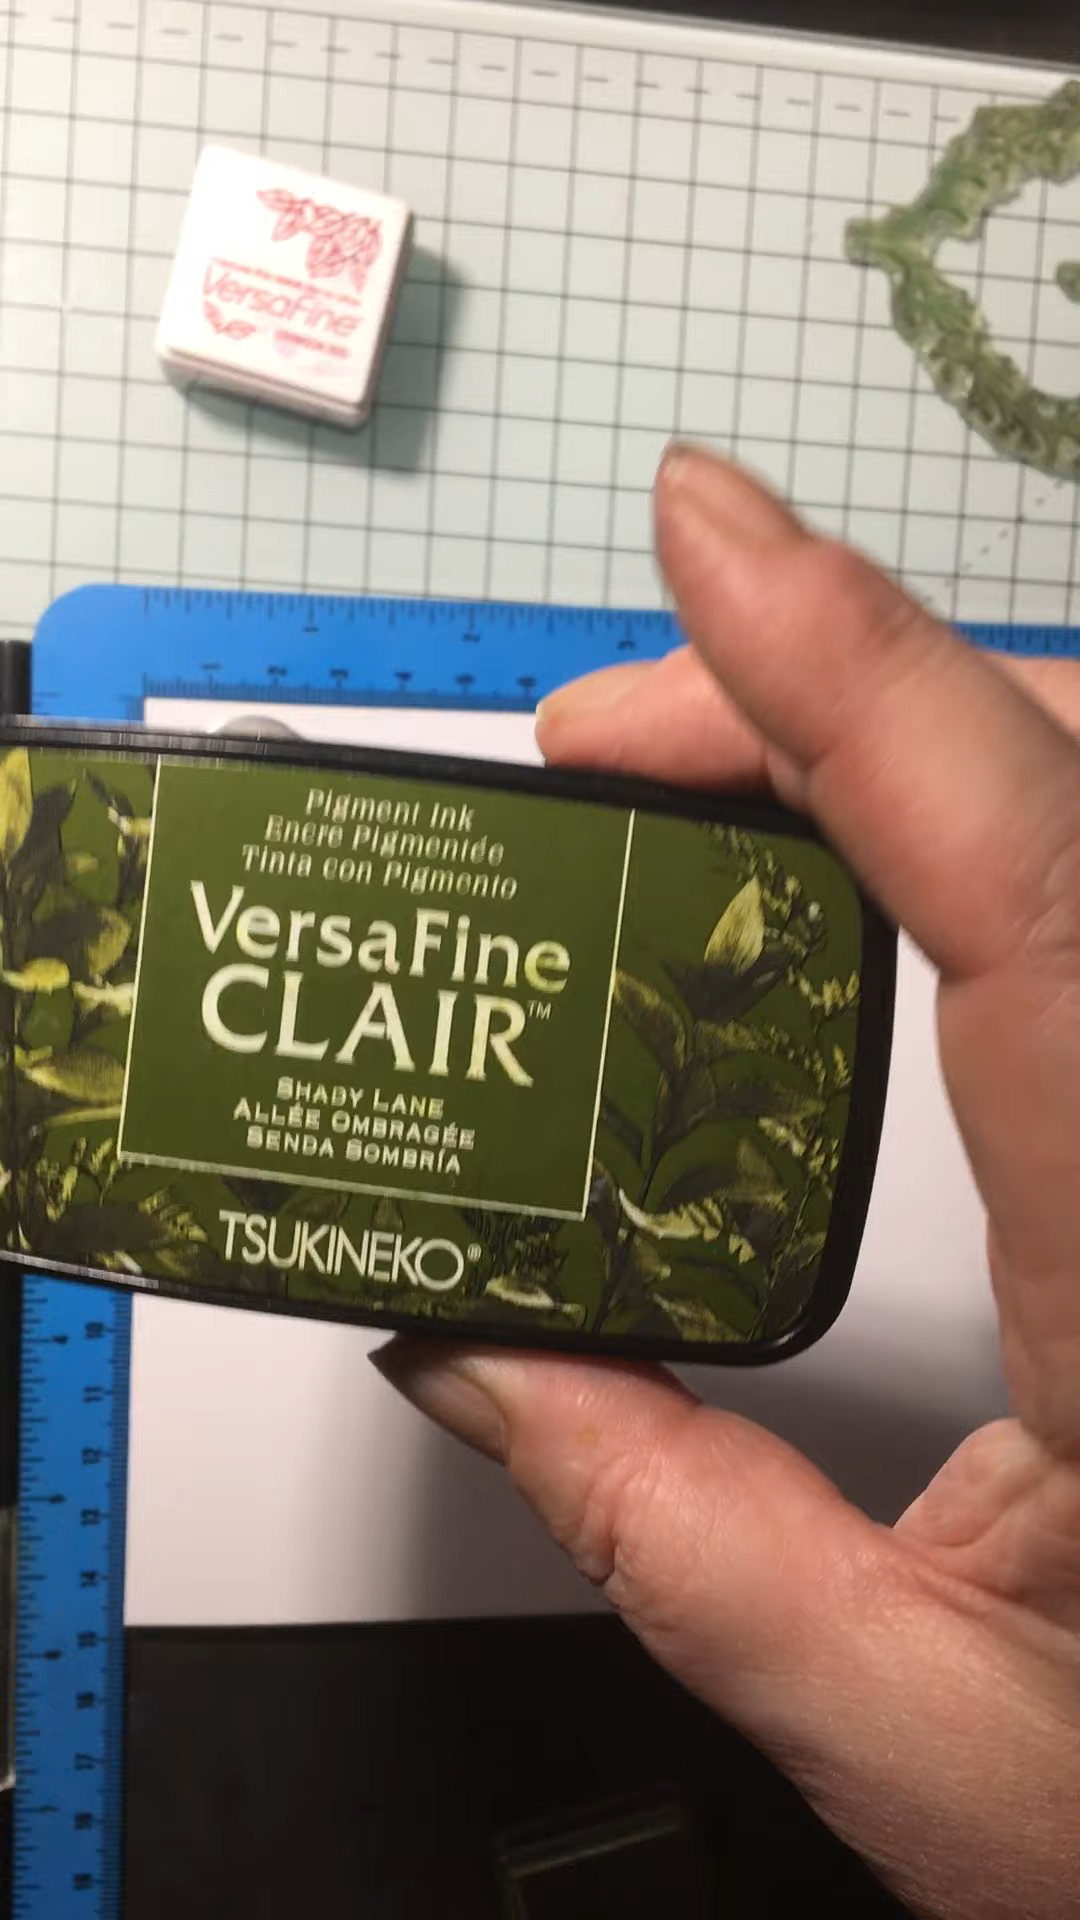 VersaFine
Pigment Ink
Encre Pigmentée
Tinta con Pigmento
VersaFine
CLAIR™
SHADY LANE
ALLÉE OMBRAGÉE
SENDA SOMBRÍA
TSUKINEKO®